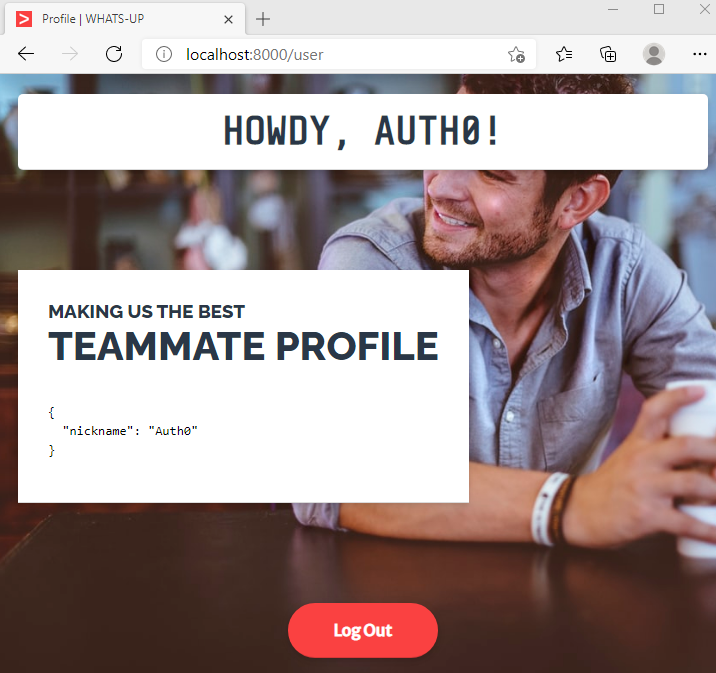 Profile | WHATS-UP
localhost:8000/user
HOWDY, AUTH0!
MAKING US THE BEST
TEAMMATE PROFILE
{
"nickname": "Auth0"
}
Log Out